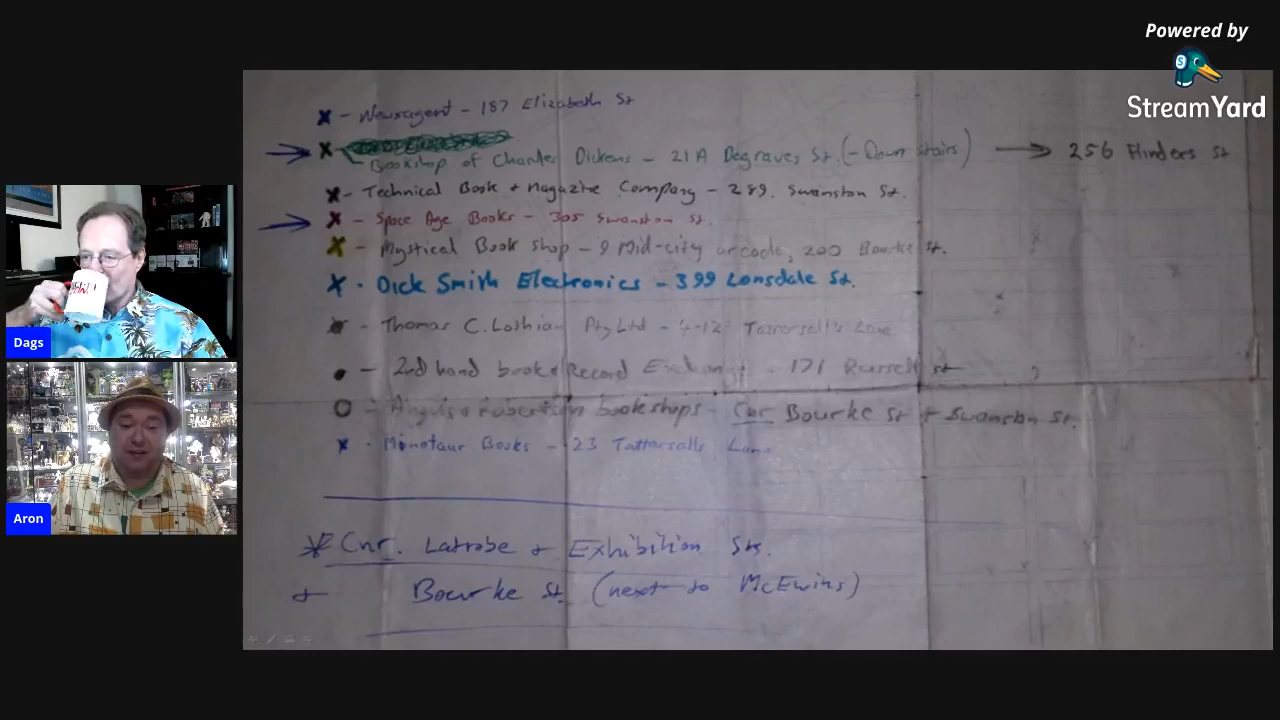 Powered by
StreamYard
x - Newsagent - 187 Elizabeth St
x - Bookshop of Charles Dickens - 21A Degraves St. (- Down stairs) → 256 Flinders St
x - Technical Book + Magazine Company - 289. Swanston St.
x - Space Age Books - 305 Swanston St.
x - Mystical Book Shop - 9 Mid-city arcade, 200 Bourke St.
x - Dick Smith Electronics - 399 Lonsdale St.
- Thomas C. Lothian Pty Ltd - 4-12 Tattersalls Lane
- 2nd hand book + Record Exchange - 171 Russell St
- Angus + Robertson bookshops - Cnr Bourke St + Swanston St.
x - Minotaur Books - 23 Tattersalls Lane
* Cnr. Latrobe + Exhibition Sts.
+ Bourke St. (next to McEwins)
Dags
Aron